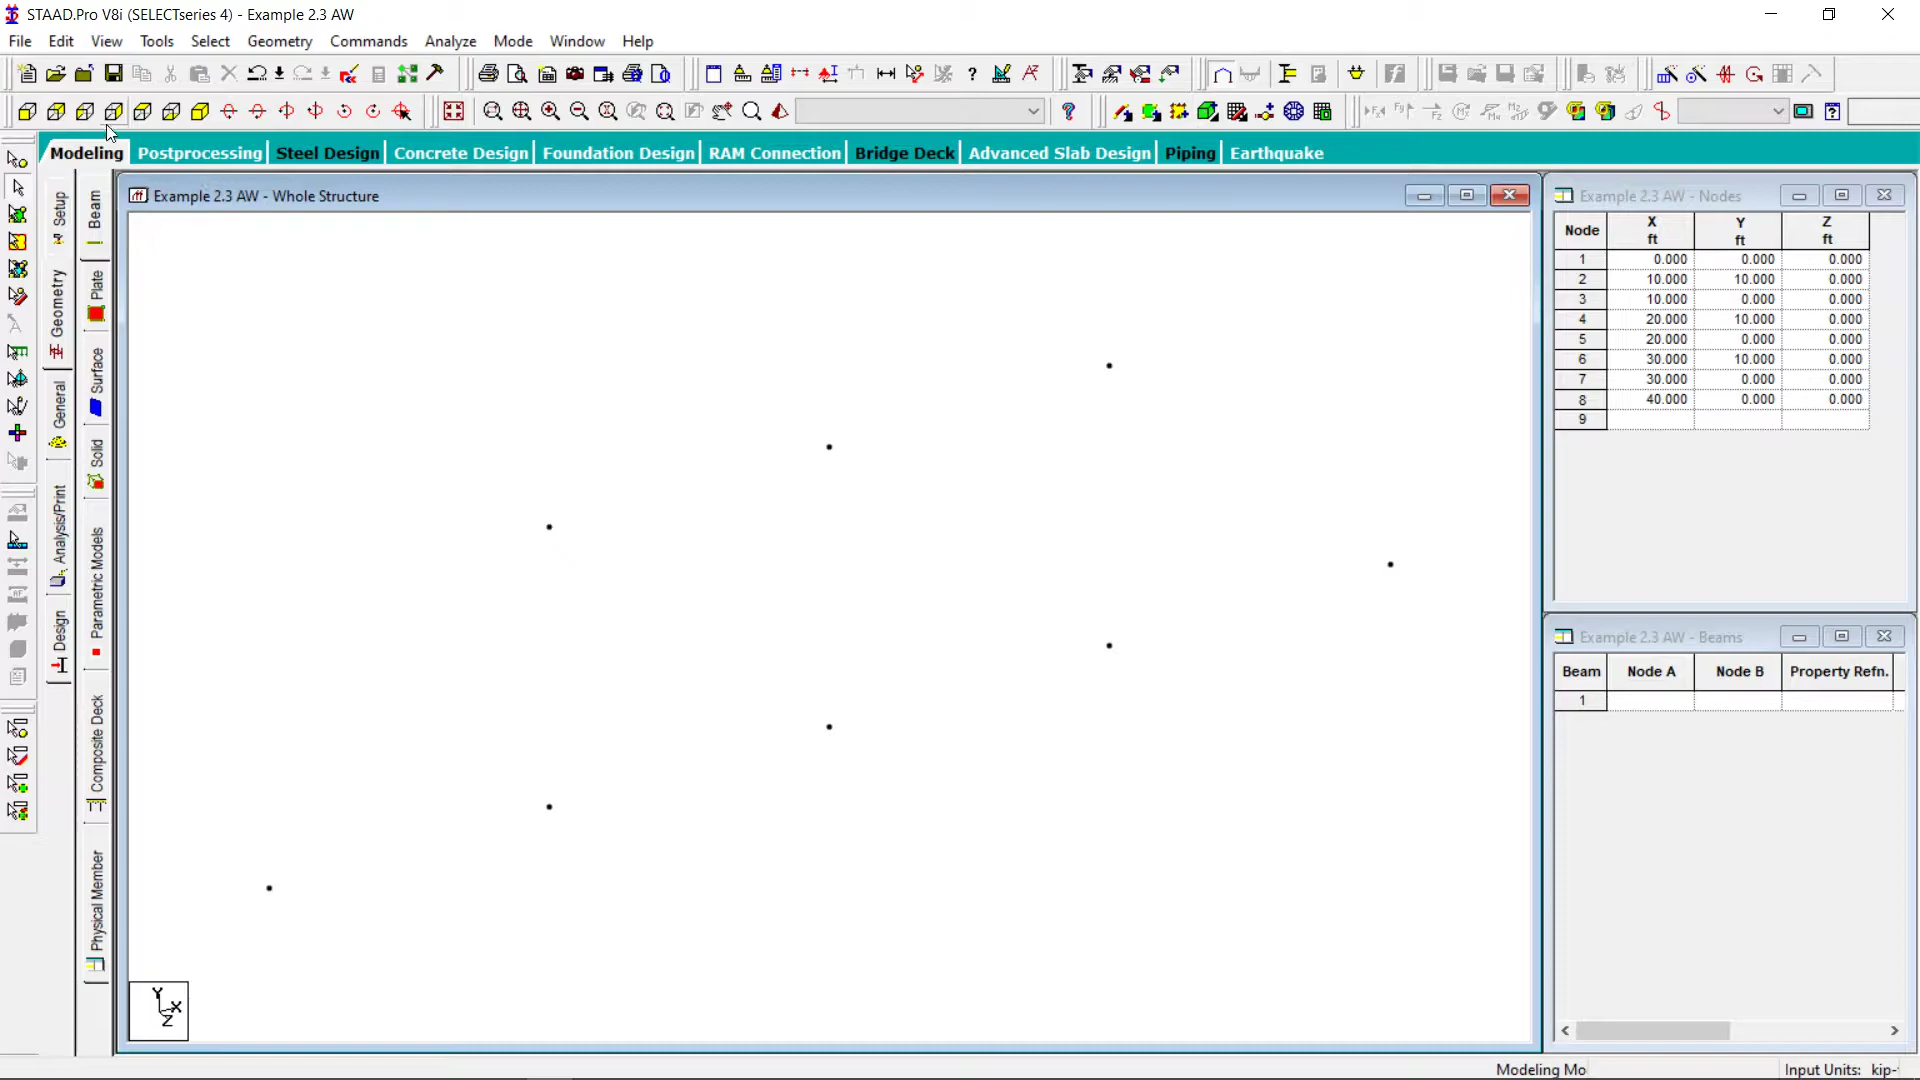 STAAD.Pro V8i (SELECTseries 4) - Example 2.3 AW
File Edit View Tools Select Geometry Commands Analyze Mode Window Help
Modeling Postprocessing Steel Design Concrete Design Foundation Design RAM Connection Bridge Deck Advanced Slab Design Piping Earthquake
Setup
Geometry
General
Analysis/Print
Design
Beam
Plate
Surface
Solid
Parametric Models
Composite Deck
Physical Member
Example 2.3 AW - Whole Structure
Y
X
Z
Example 2.3 AW - Nodes
Node X ft Y ft Z ft
1 0.000 0.000 0.000
2 10.000 10.000 0.000
3 10.000 0.000 0.000
4 20.000 10.000 0.000
5 20.000 0.000 0.000
6 30.000 10.000 0.000
7 30.000 0.000 0.000
8 40.000 0.000 0.000
9
Example 2.3 AW - Beams
Beam Node A Node B Property Refn.
1
Modeling Mo Input Units: kip-